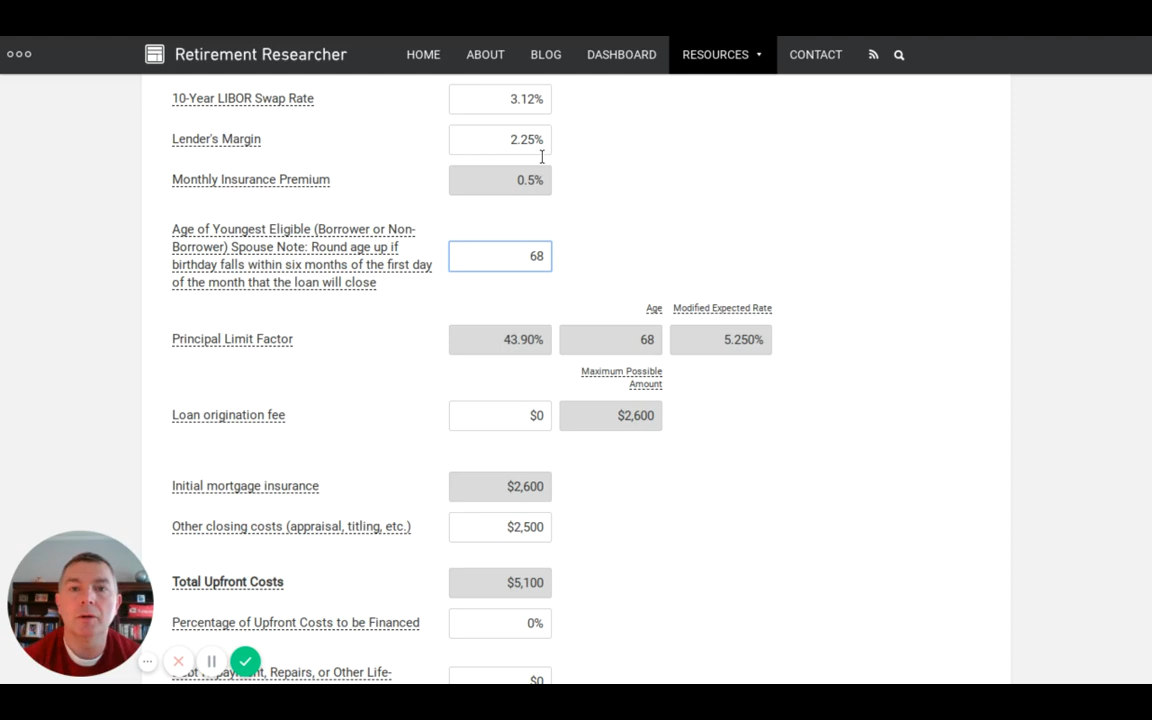 Retirement Researcher
HOME ABOUT BLOG DASHBOARD RESOURCES CONTACT
10-Year LIBOR Swap Rate 3.12%
Lender's Margin 2.25%
Monthly Insurance Premium 0.5%
Age of Youngest Eligible (Borrower or Non-
Borrower) Spouse Note: Round age up if
birthday falls within six months of the first day
of the month that the loan will close
68
Age Modified Expected Rate
Principal Limit Factor 43.90% 68 5.250%
Maximum Possible
Amount
Loan origination fee $0 $2,600
Initial mortgage insurance $2,600
Other closing costs (appraisal, titling, etc.) $2,500
Total Upfront Costs $5,100
Percentage of Upfront Costs to be Financed 0%
Repairs, or Other Life- $0